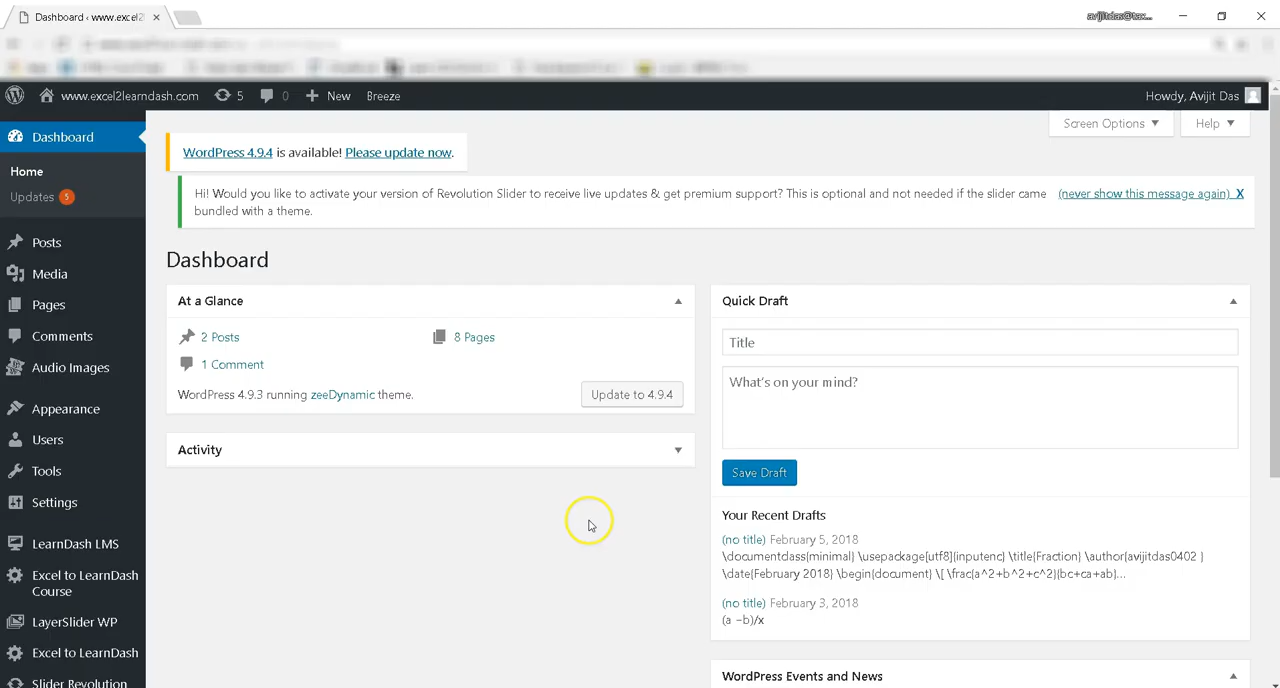 Dashboard ‹ www.excel2
www.excel2learndash.com
5
0
New
Breeze
Howdy, Avijit Das
Dashboard
Home
Updates 5
Posts
Media
Pages
Comments
Audio Images
Appearance
Users
Tools
Settings
LearnDash LMS
Excel to LearnDash
Course
LayerSlider WP
Excel to LearnDash
Slider Revolution
Screen Options
Help
WordPress 4.9.4 is available! Please update now.
Hi! Would you like to activate your version of Revolution Slider to receive live updates & get premium support? This is optional and not needed if the slider came
bundled with a theme.
(never show this message again) X
Dashboard
At a Glance
2 Posts
8 Pages
1 Comment
WordPress 4.9.3 running zeeDynamic theme.
Update to 4.9.4
Activity
Quick Draft
Title
What's on your mind?
Save Draft
Your Recent Drafts
(no title) February 5, 2018
\documentclass{minimal} \usepackage[utf8]{inputenc} \title{Fraction} \author{avijitdas0402 }
\date{February 2018} \begin{document} \[ \frac{a^2+b^2+c^2}{bc+ca+ab}…
(no title) February 3, 2018
(a −b)/x
WordPress Events and News